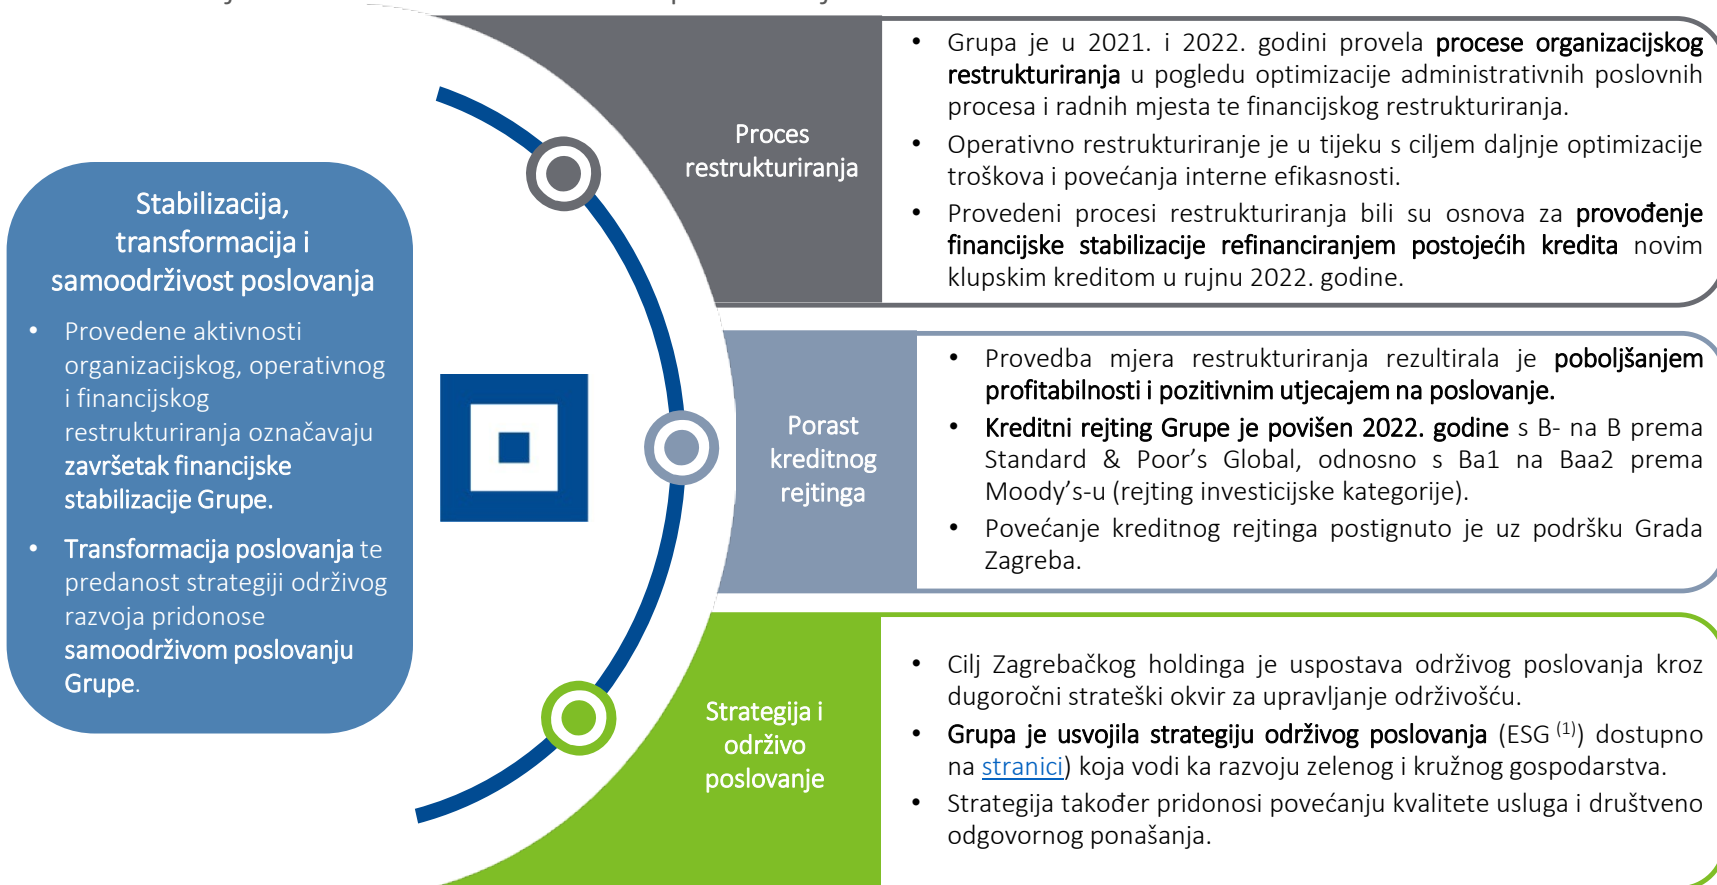 Stabilizacija,
transformacija i
samoodrživost poslovanja
• Provedene aktivnosti
organizacijskog, operativnog
i financijskog
restrukturiranja označavaju
završetak financijske
stabilizacije Grupe.
• Transformacija poslovanja te
predanost strategiji održivog
razvoja pridonose
samoodrživom poslovanju
Grupe.
Proces
restrukturiranja
• Grupa je u 2021. i 2022. godini provela procese organizacijskog
restrukturiranja u pogledu optimizacije administrativnih poslovnih
procesa i radnih mjesta te financijskog restrukturiranja.
• Operativno restrukturiranje je u tijeku s ciljem daljnje optimizacije
troškova i povećanja interne efikasnosti.
• Provedeni procesi restrukturiranja bili su osnova za provođenje
financijske stabilizacije refinanciranjem postojećih kredita novim
klupskim kreditom u rujnu 2022. godine.
Porast
kreditnog
rejtinga
• Provedba mjera restrukturiranja rezultirala je poboljšanjem
profitabilnosti i pozitivnim utjecajem na poslovanje.
• Kreditni rejting Grupe je povišen 2022. godine s B- na B prema
Standard & Poor’s Global, odnosno s Ba1 na Baa2 prema
Moody’s-u (rejting investicijske kategorije).
• Povećanje kreditnog rejtinga postignuto je uz podršku Grada
Zagreba.
Strategija i
održivo
poslovanje
• Cilj Zagrebačkog holdinga je uspostava održivog poslovanja kroz
dugoročni strateški okvir za upravljanje održivošću.
• Grupa je usvojila strategiju održivog poslovanja (ESG (1)) dostupno
na stranici) koja vodi ka razvoju zelenog i kružnog gospodarstva.
• Strategija također pridonosi povećanju kvalitete usluga i društveno
odgovornog ponašanja.